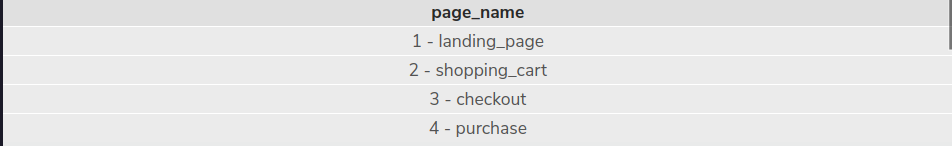 page_name
1 - landing_page
2 - shopping_cart
3 - checkout
4 - purchase